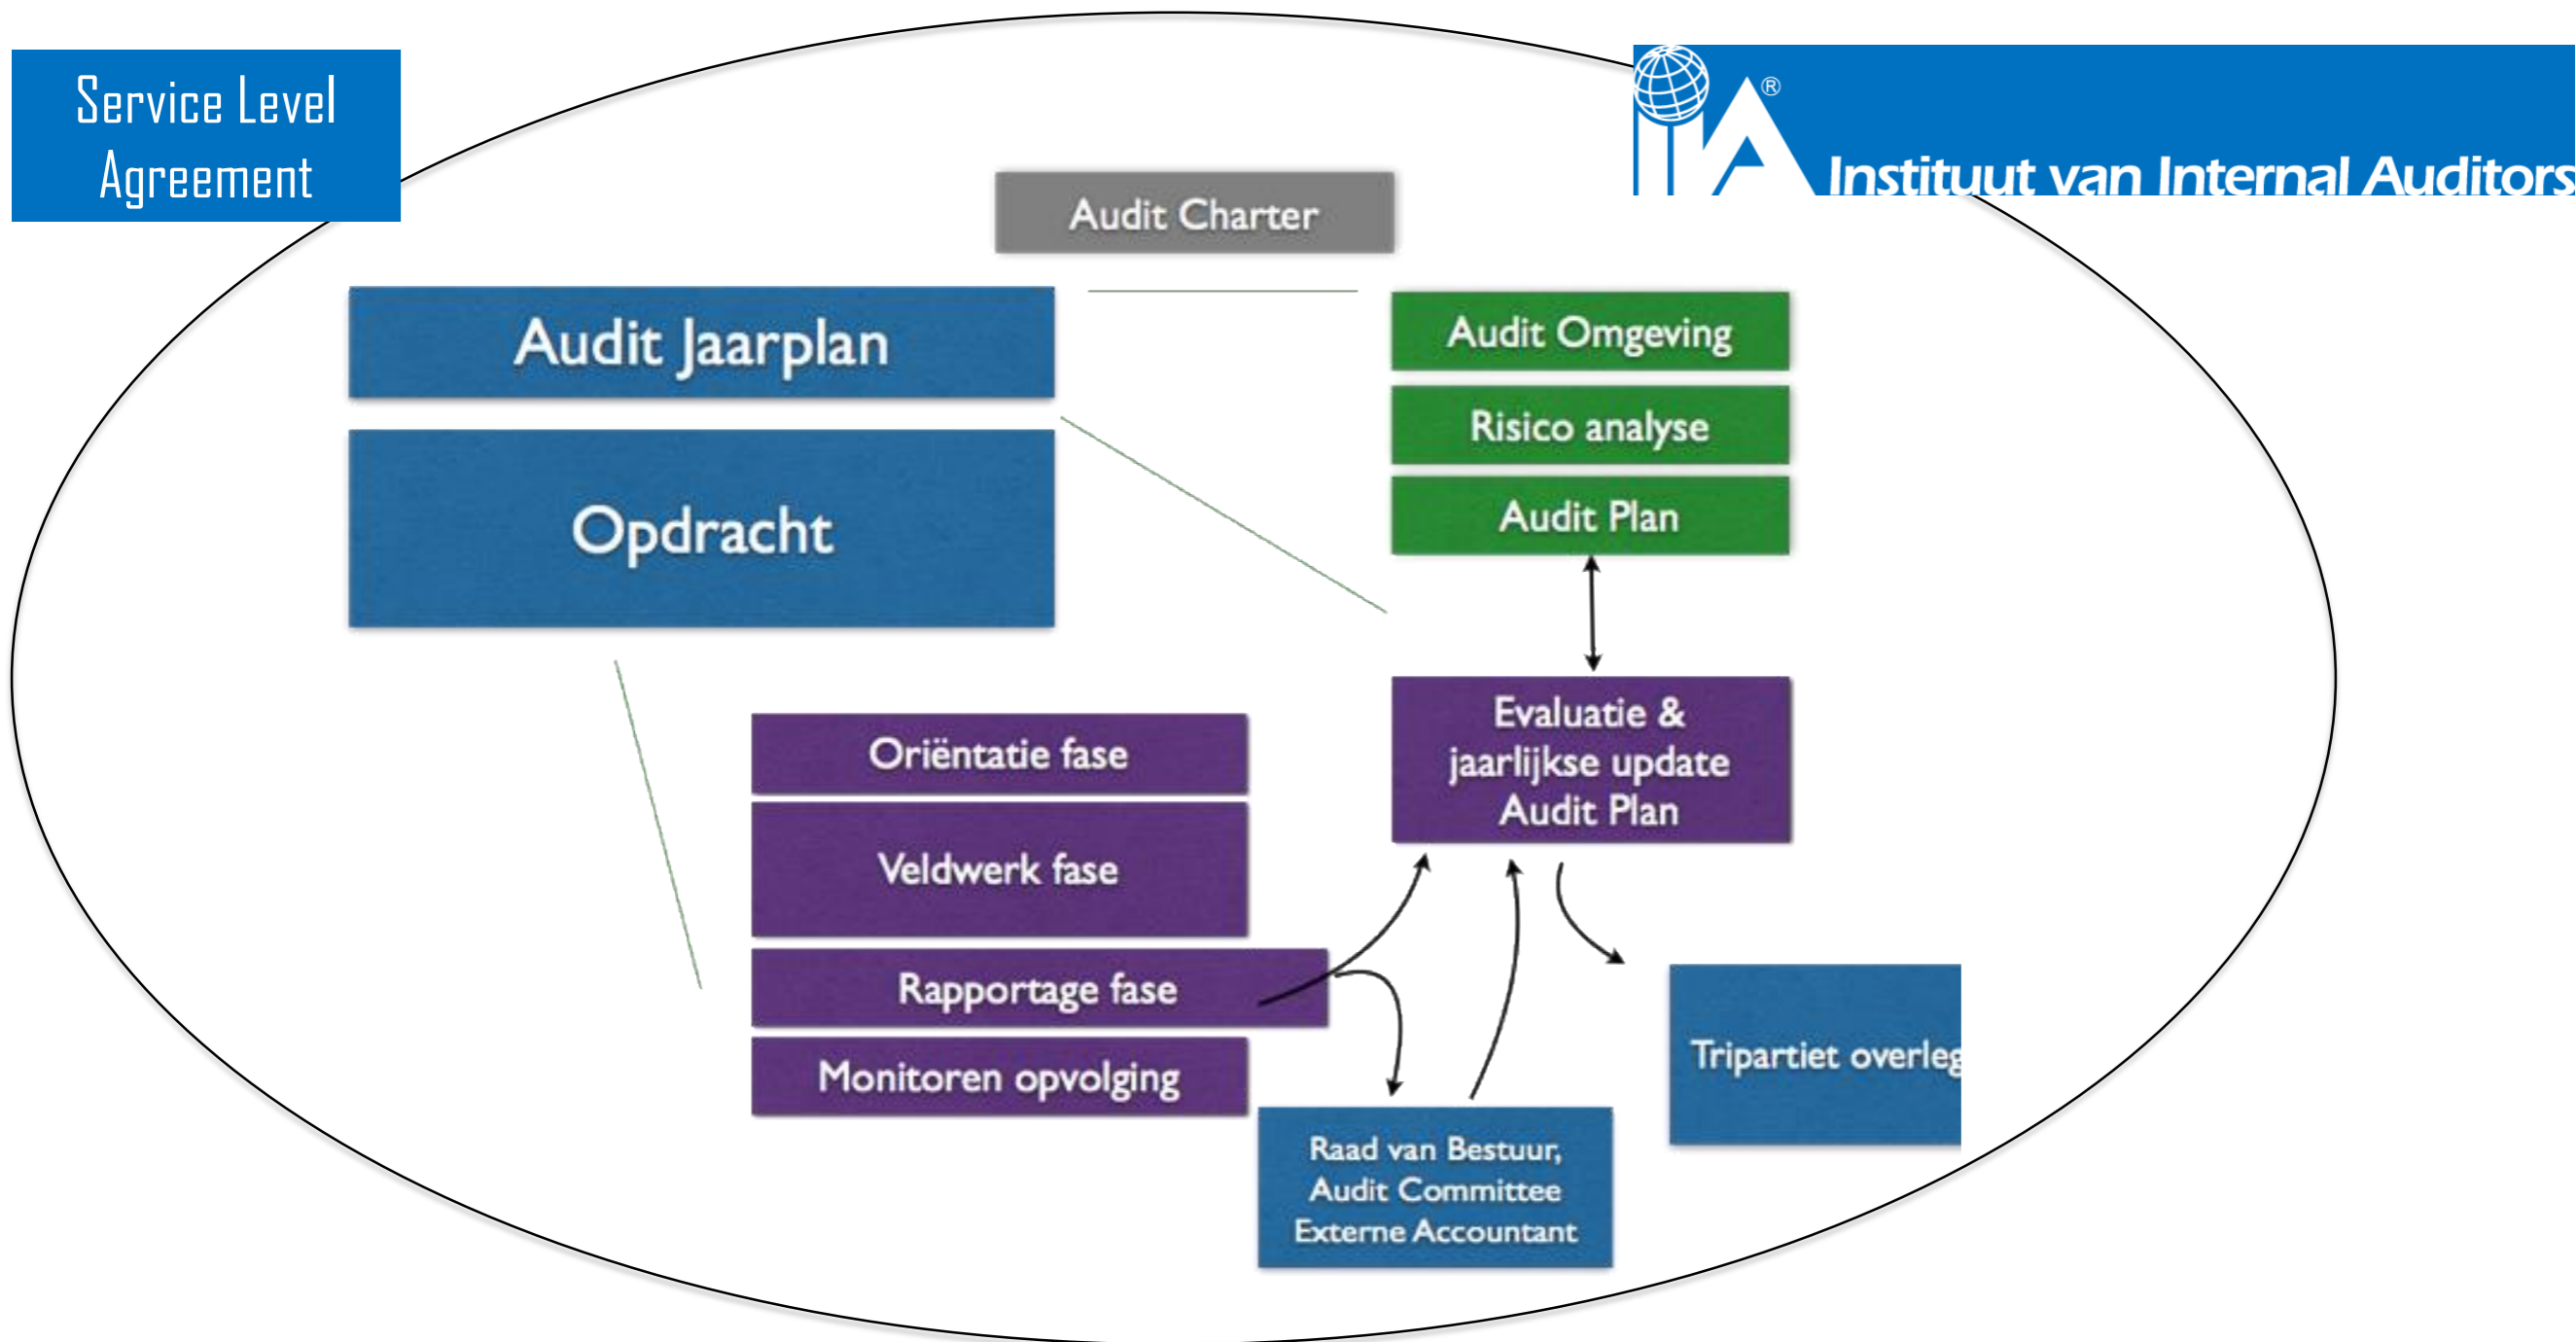 Service Level
Agreement
IIA®
Instituut van Internal Auditors
Audit Charter
Audit Jaarplan
Opdracht
Audit Omgeving
Risico analyse
Audit Plan
Evaluatie &
jaarlijkse update
Audit Plan
Oriëntatie fase
Veldwerk fase
Rapportage fase
Monitoren opvolging
Tripartiet overleg
Raad van Bestuur,
Audit Committee
Externe Accountant